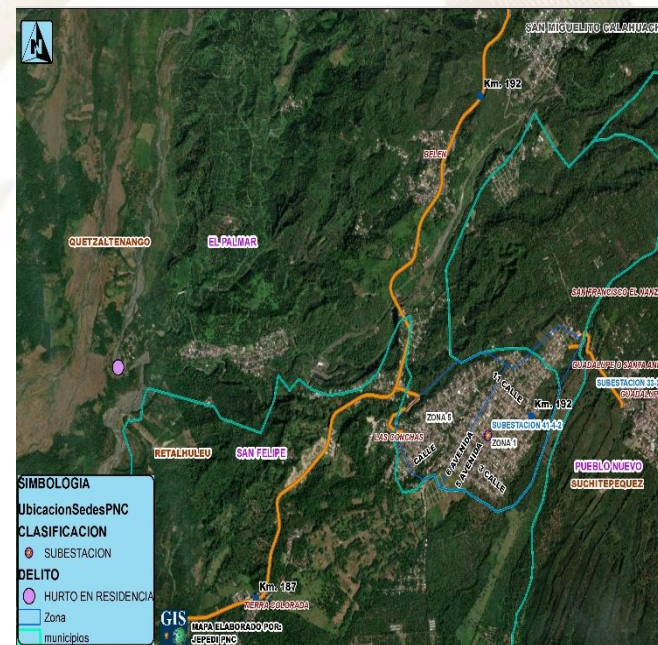 N
SAN MIGUELITO CALAHUACH
Km. 192
BELEN
QUETZALTENANGO
EL PALMAR
SAN FRANCISCO EL NANZ
GUADALUPE O SANTA AN
11 CALLE
SUBESTACION 33-
GUADALUP
Km. 192
ZONA 5
SUBESTACION 41-4-2
LAS CONCHAS
ZONA 1
CALLE
6 AVENIDA
5 AVENIDA
3 CALLE
RETALHULEU
SAN FELIPE
PUEBLO NUEVO
SUCHITEPEQUEZ
SIMBOLOGIA
UbicacionSedesPNC
CLASIFICACION
SUBESTACION
DELITO
HURTO EN RESIDENCIA
Zona
municipios
Km. 187
TIERRA COLORADA
GIS
MAPA ELABORADO POR:
JEPEDI PNC